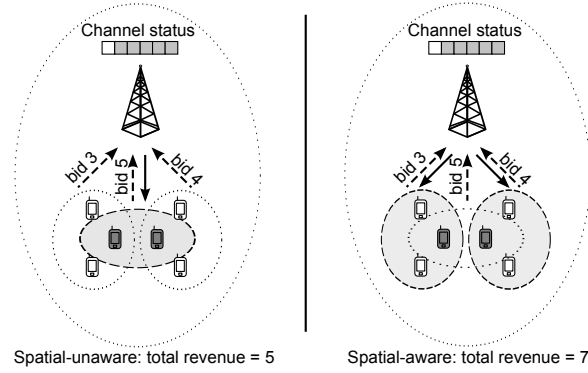 Channel status
bid 3
bid 5
bid 4
Spatial-unaware: total revenue = 5
Channel status
bid 3
bid 5
bid 4
Spatial-aware: total revenue = 7